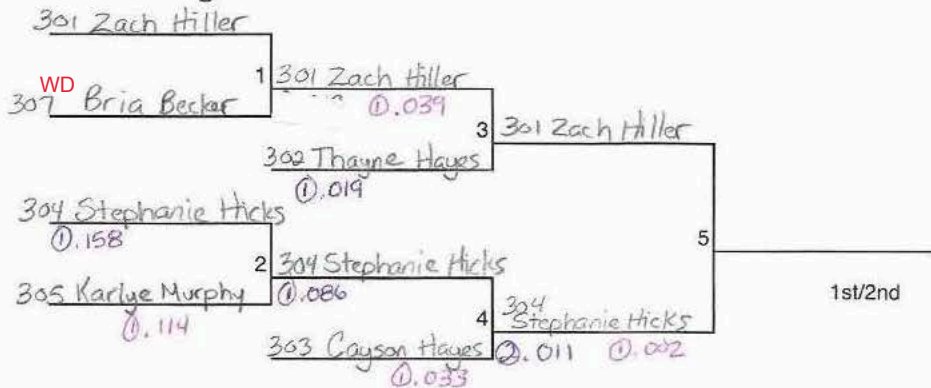 301 Zach Hiller
WD
307 Bria Becker
1
301 Zach Hiller
①.039
302 Thayne Hayes
①.019
3
301 Zach Hiller
304 Stephanie Hicks
①.158
305 Karlye Murphy
①.114
2
304 Stephanie Hicks
①.086
303 Cayson Hayes
①.033
4
304
Stephanie Hicks
②.011 ①.002
5
1st/2nd